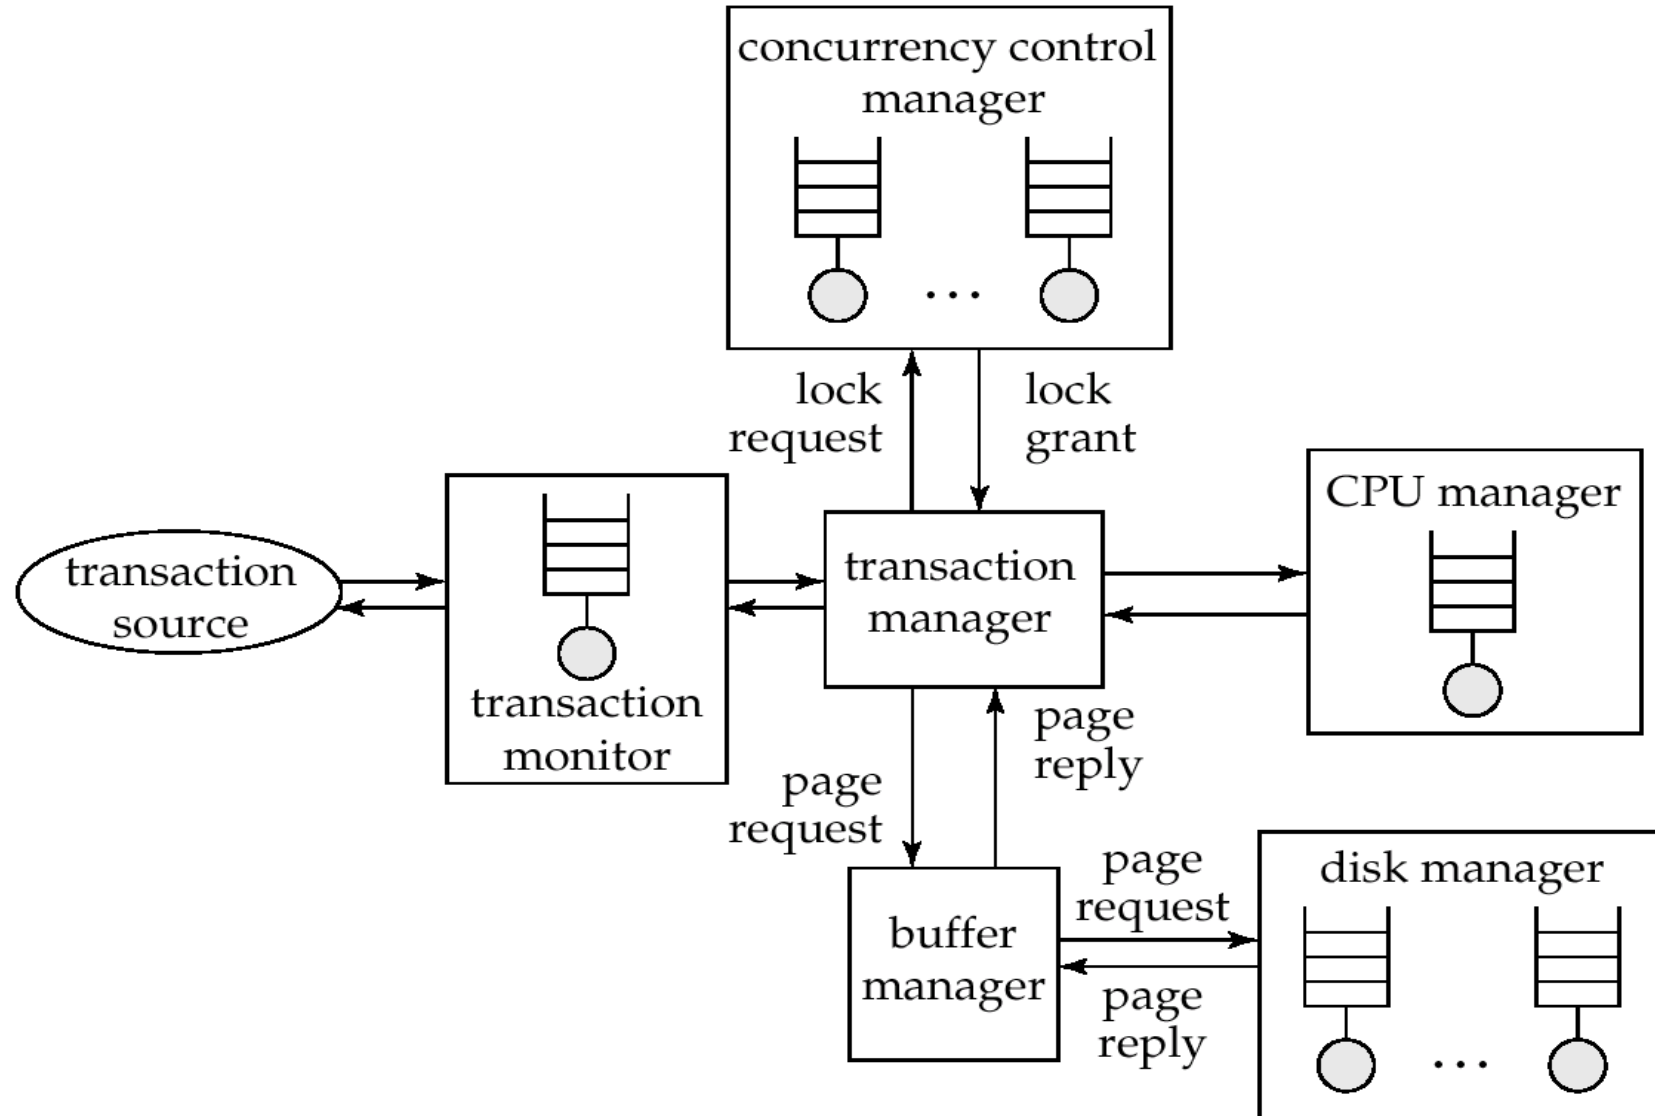 concurrency control
manager
...
lock
request
lock
grant
CPU manager
transaction
source
transaction
monitor
transaction
manager
page
request
page
reply
buffer
manager
page
request
page
reply
disk manager
...